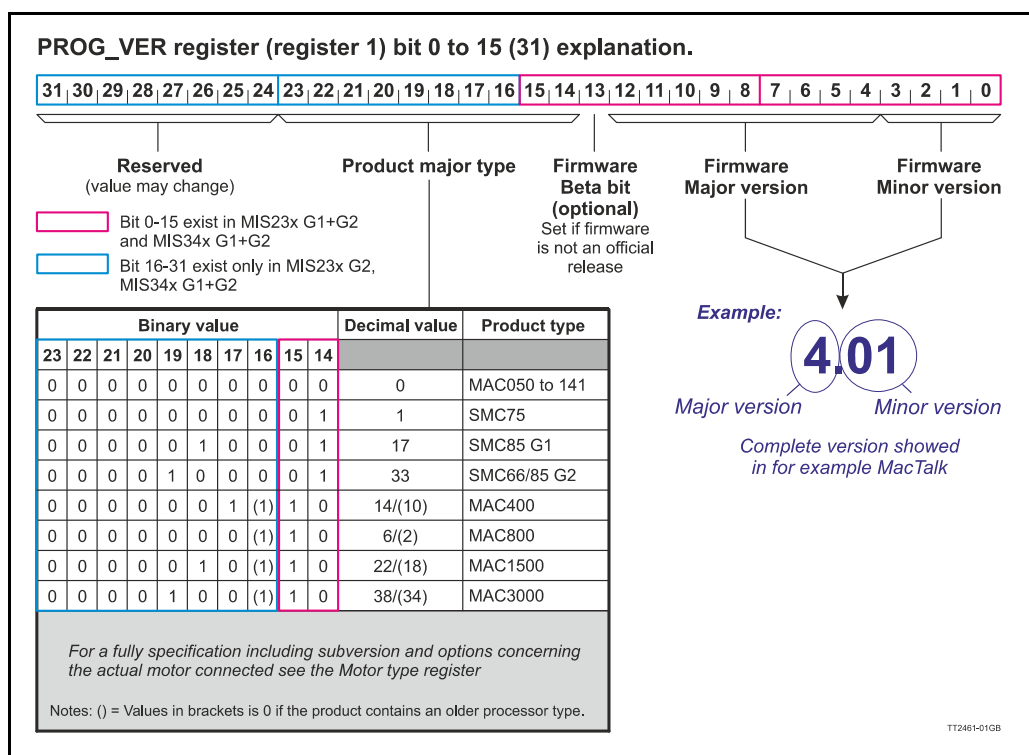 PROG_VER register (register 1) bit 0 to 15 (31) explanation.
31 30 29 28 27 26 25 24 23 22 21 20 19 18 17 16 15 14 13 12 11 10 9 8 7 6 5 4 3 2 1 0
Reserved
(value may change)
Product major type
Firmware
Beta bit
(optional)
Set if firmware
is not an official
release
Firmware
Major version
Firmware
Minor version
Bit 0-15 exist in MIS23x G1+G2
and MIS34x G1+G2
Bit 16-31 exist only in MIS23x G2,
MIS34x G1+G2
Binary value Decimal value Product type
23 22 21 20 19 18 17 16 15 14
0 0 0 0 0 0 0 0 0 0 0 MAC050 to 141
0 0 0 0 0 0 0 0 0 1 1 SMC75
0 0 0 0 0 1 0 0 0 1 17 SMC85 G1
0 0 0 0 1 0 0 0 0 1 33 SMC66/85 G2
0 0 0 0 0 0 1 (1) 1 0 14/(10) MAC400
0 0 0 0 0 0 0 (1) 1 0 6/(2) MAC800
0 0 0 0 0 1 0 (1) 1 0 22/(18) MAC1500
0 0 0 0 1 0 0 (1) 1 0 38/(34) MAC3000
For a fully specification including subversion and options concerning
the actual motor connected see the Motor type register
Notes: () = Values in brackets is 0 if the product contains an older processor type.
Example:
4.01
Major version
Minor version
Complete version showed
in for example MacTalk
TT2461-01GB